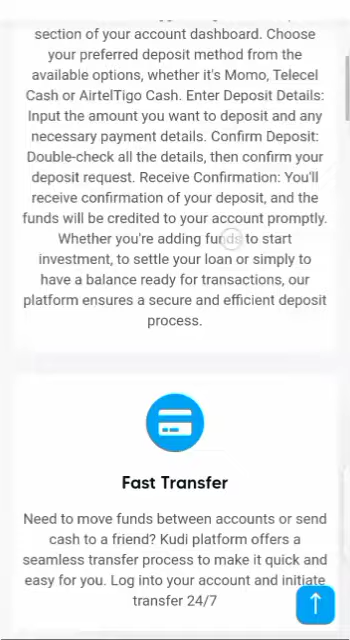 section of your account dashboard. Choose
your preferred deposit method from the
available options, whether it's Momo, Telecel
Cash or AirtelTigo Cash. Enter Deposit Details:
Input the amount you want to deposit and any
necessary payment details. Confirm Deposit:
Double-check all the details, then confirm your
deposit request. Receive Confirmation: You'll
receive confirmation of your deposit, and the
funds will be credited to your account promptly.
Whether you're adding funds to start
investment, to settle your loan or simply to
have a balance ready for transactions, our
platform ensures a secure and efficient deposit
process.
Fast Transfer
Need to move funds between accounts or send
cash to a friend? Kudi platform offers a
seamless transfer process to make it quick and
easy for you. Log into your account and initiate
transfer 24/7